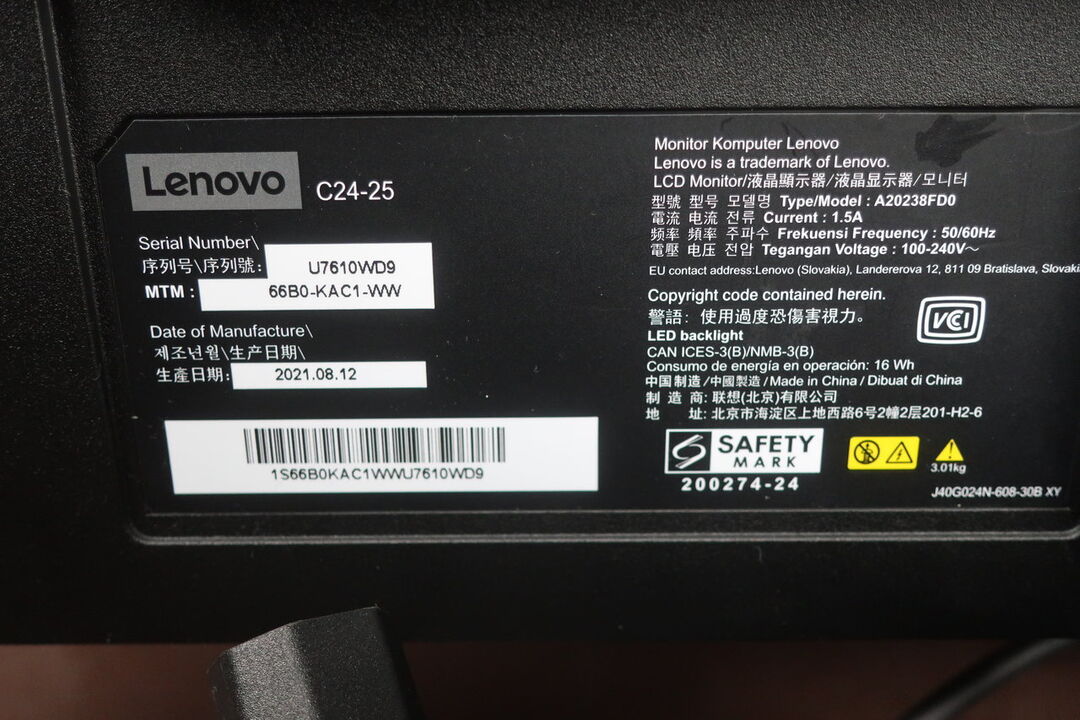 Lenovo C24-25
Serial Number\
序列号\序列號: U7610WD9
MTM : 66B0-KAC1-WW
Date of Manufacture\
제조년월\生产日期\
生產日期: 2021.08.12
1S66B0KAC1WWU7610WD9
Monitor Komputer Lenovo
Lenovo is a trademark of Lenovo.
LCD Monitor/液晶顯示器/液晶显示器/모니터
型號 型号 모델명 Type/Model : A20238FD0
電流 电流 전류 Current : 1.5A
頻率 频率 주파수 Frekuensi Frequency : 50/60Hz
電壓 电压 전압 Tegangan Voltage : 100-240V~
EU contact address:Lenovo (Slovakia), Landererova 12, 811 09 Bratislava, Slovaki
Copyright code contained herein.
警語: 使用過度恐傷害視力。
VCCI
LED backlight
CAN ICES-3(B)/NMB-3(B)
Consumo de energía en operación: 16 Wh
中国制造/中國製造/Made in China / Dibuat di China
制 造 商: 联想(北京)有限公司
地 址: 北京市海淀区上地西路6号2幢2层201-H2-6
SAFETY
MARK
200274-24
3.01kg
J40G024N-608-30B XY